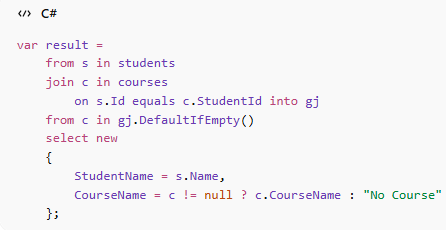 </> C#
var result =
    from s in students
    join c in courses
        on s.Id equals c.StudentId into gj
    from c in gj.DefaultIfEmpty()
    select new
    {
        StudentName = s.Name,
        CourseName = c != null ? c.CourseName : "No Course"
    };